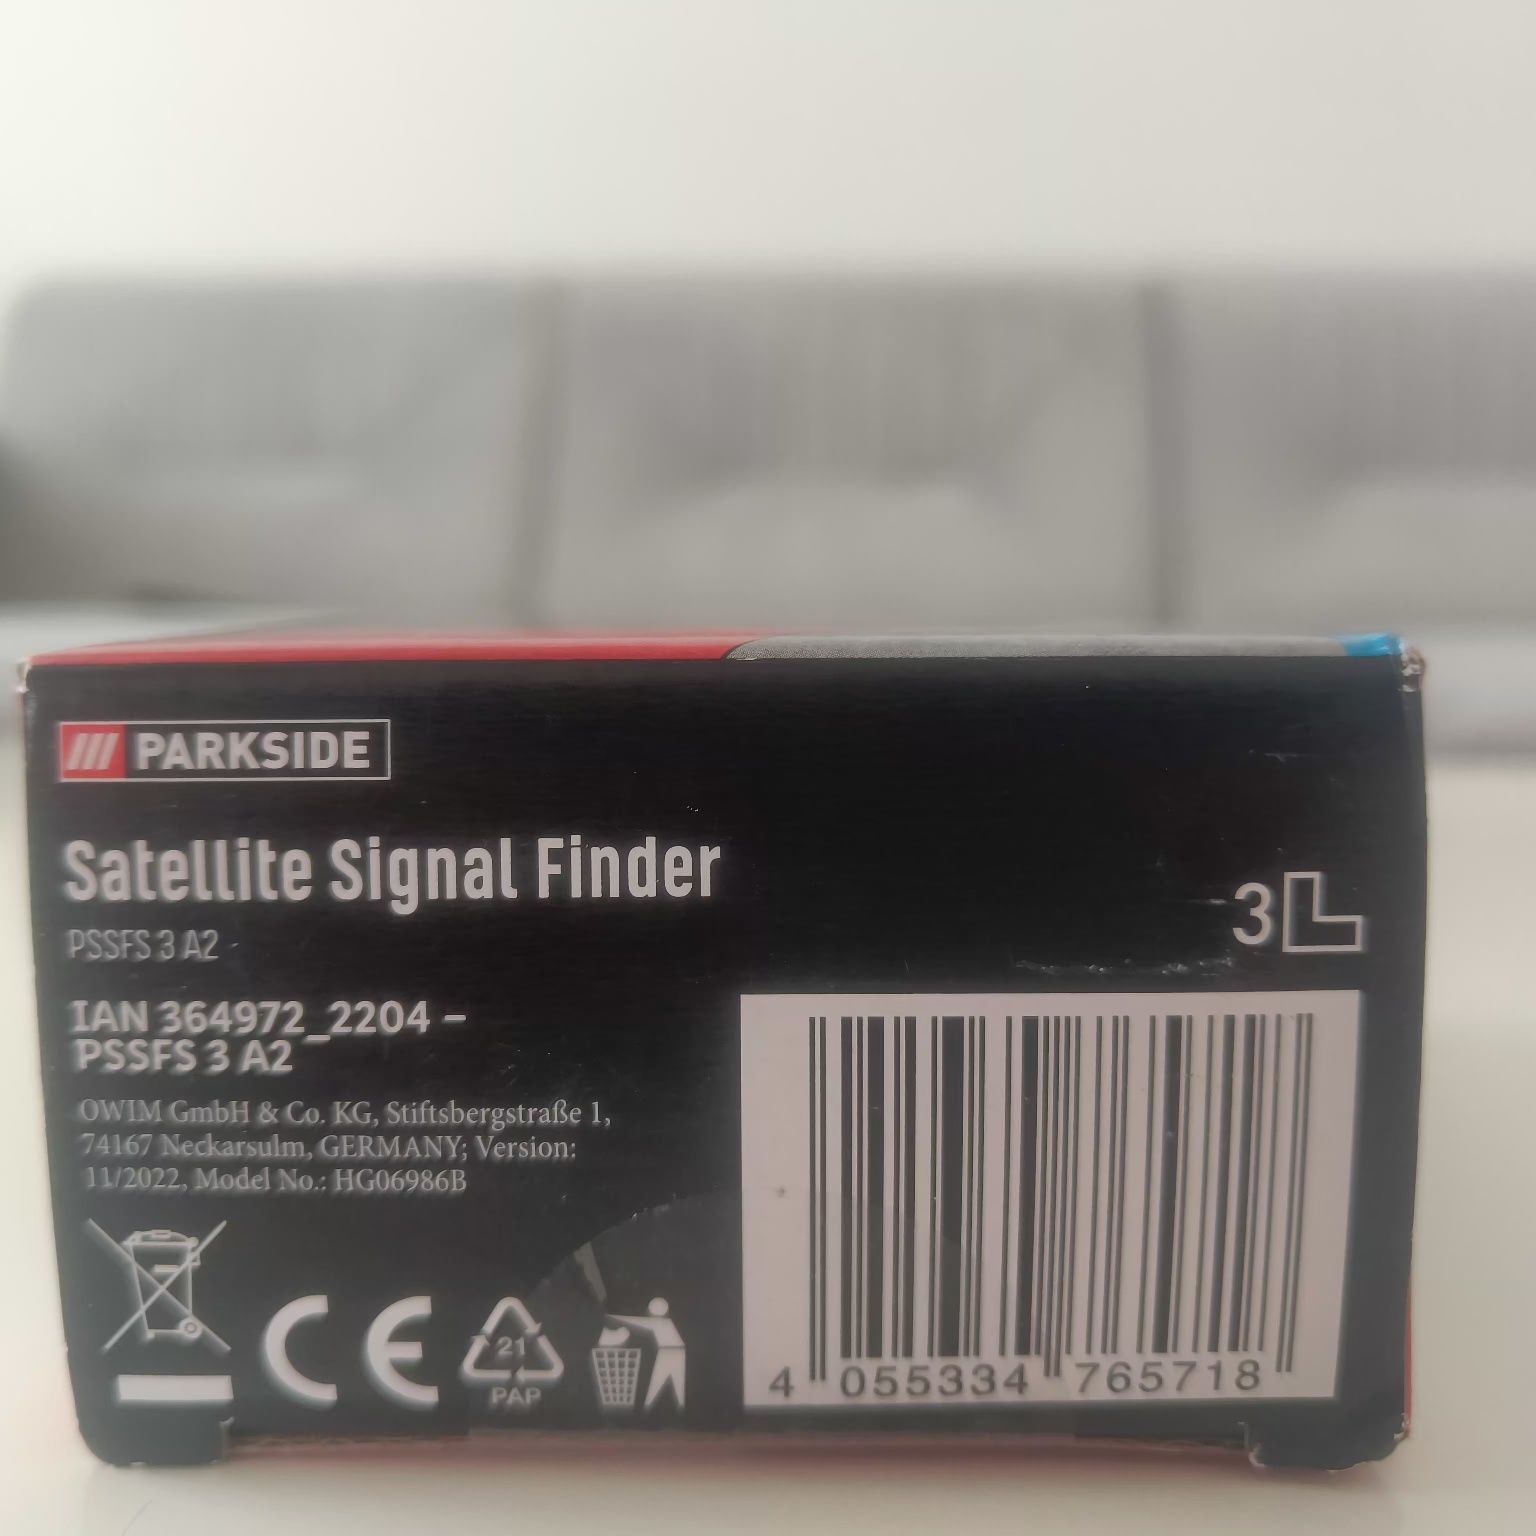 PARKSIDE
Satellite Signal Finder
PSSFS 3 A2
3L
IAN 364972_2204 –
PSSFS 3 A2
OWIM GmbH & Co. KG, Stiftsbergstraße 1,
74167 Neckarsulm, GERMANY; Version:
11/2022, Model No.: HG06986B
CE
21
PAP
4 055334 765718